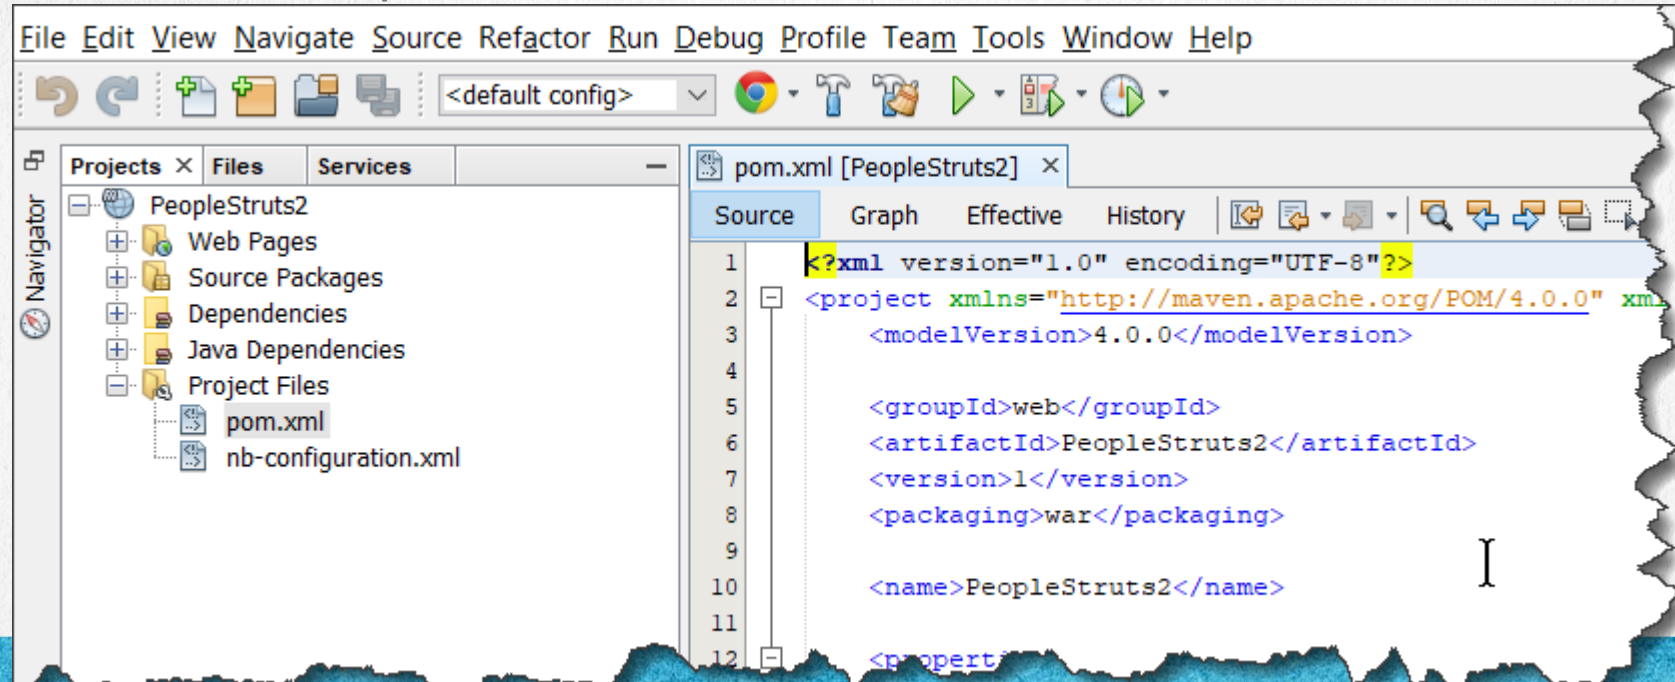 File Edit View Navigate Source Refactor Run Debug Profile Team Tools Window Help
<default config>
Navigator
Projects Files Services
PeopleStruts2
Web Pages
Source Packages
Dependencies
Java Dependencies
Project Files
pom.xml
nb-configuration.xml
pom.xml [PeopleStruts2]
Source Graph Effective History
1 <?xml version="1.0" encoding="UTF-8"?>
2 <project xmlns="http://maven.apache.org/POM/4.0.0" xml
3 <modelVersion>4.0.0</modelVersion>
4
5 <groupId>web</groupId>
6 <artifactId>PeopleStruts2</artifactId>
7 <version>1</version>
8 <packaging>war</packaging>
9
10 <name>PeopleStruts2</name>
11
12 <properti